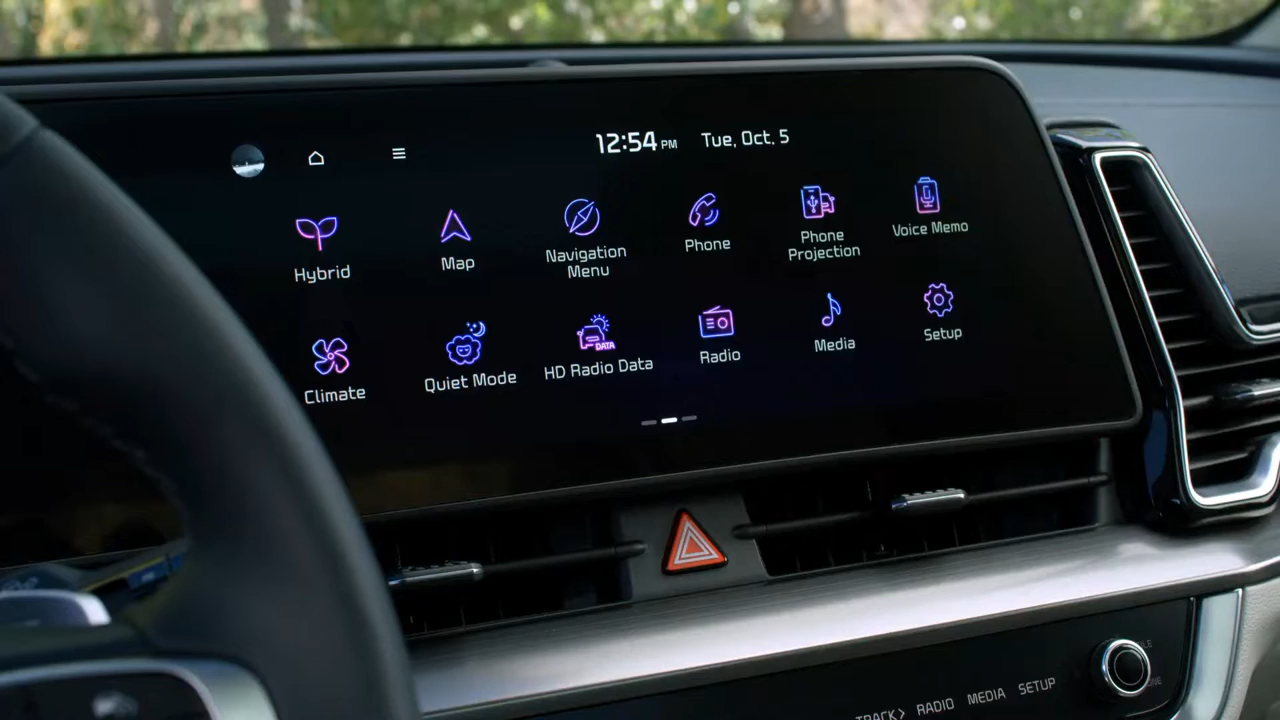 12:54 PM Tue, Oct. 5
Hybrid
Map
Navigation
Menu
Phone
Phone
Projection
Voice Memo
Climate
Quiet Mode
DATA
HD Radio Data
Radio
Media
Setup
TRACK> RADIO MEDIA SETUP